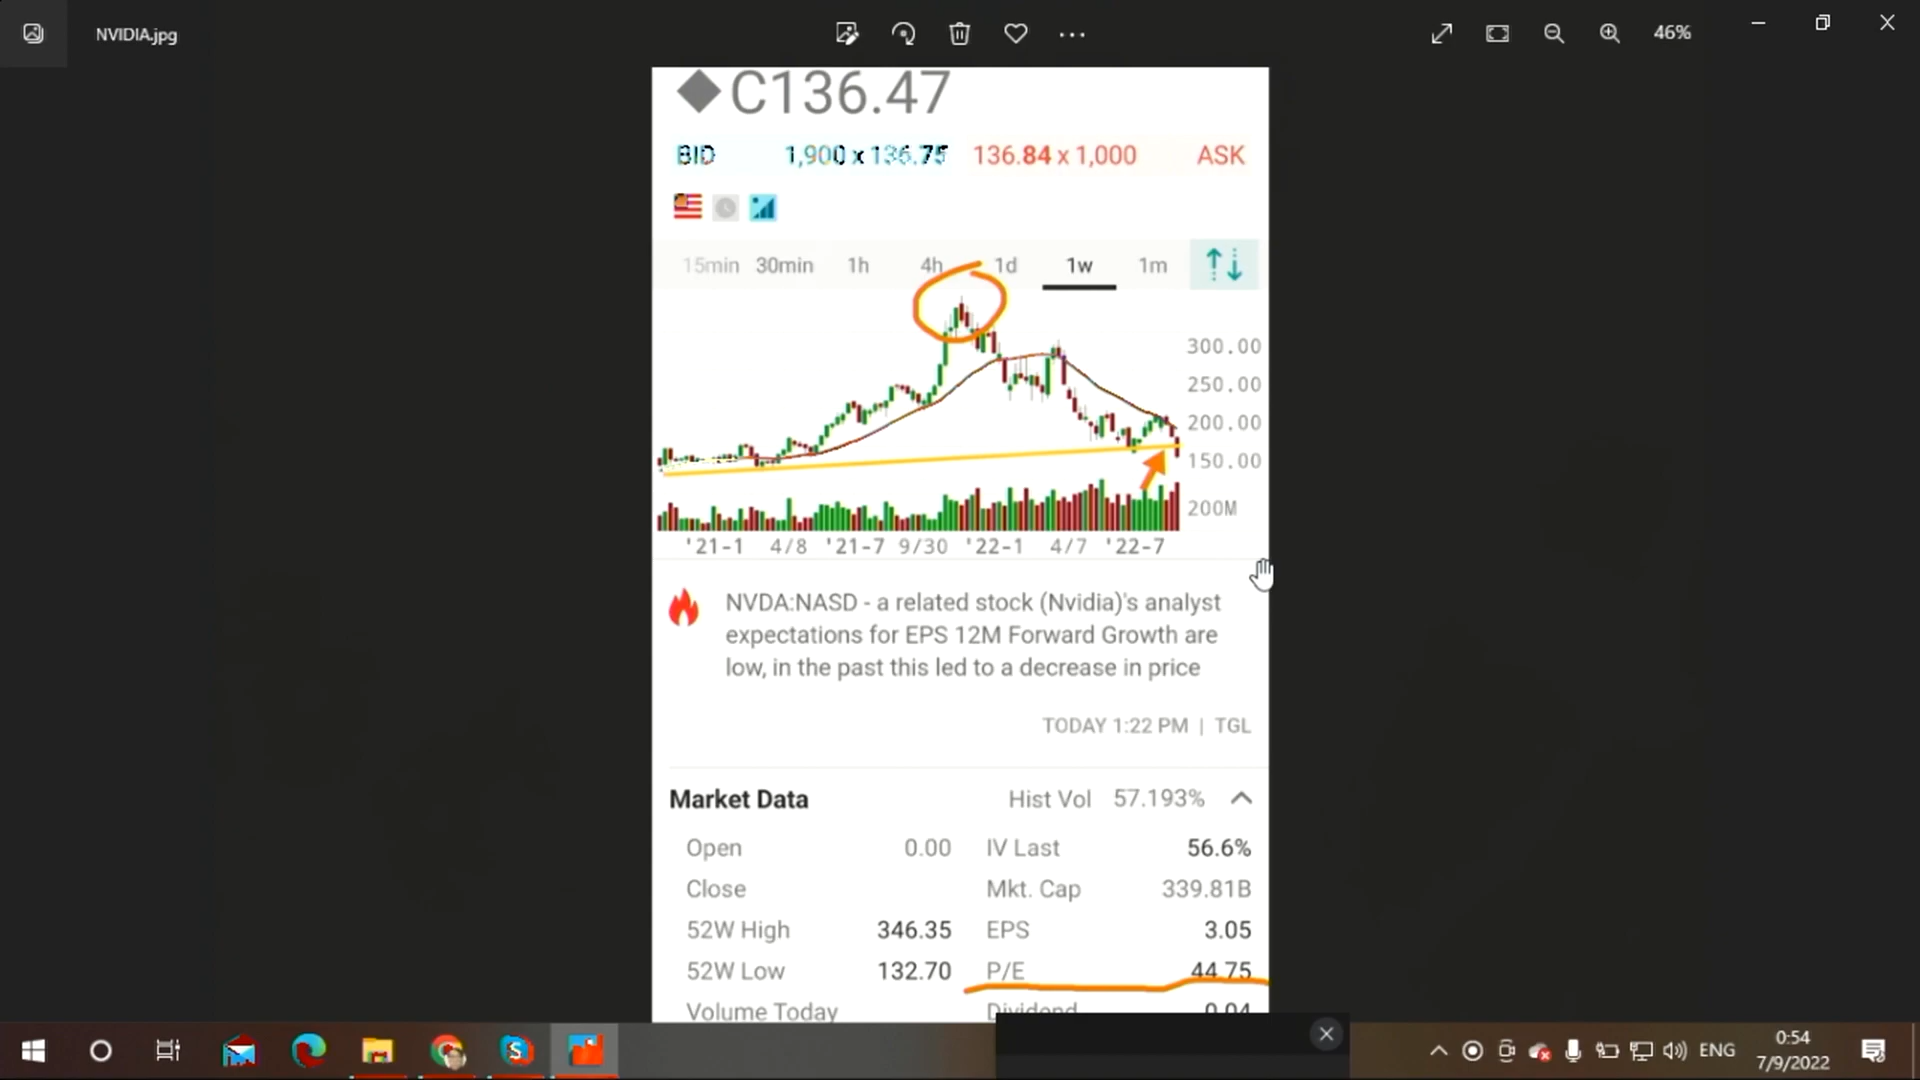 NVIDIA.jpg
46%
C136.47
BID 1,900 x 136.75 136.84 x 1,000 ASK
15min 30min 1h 4h 1d 1w 1m
300.00
250.00
200.00
150.00
200M
'21-1 4/8 '21-7 9/30 '22-1 4/7 '22-7
NVDA:NASD - a related stock (Nvidia)'s analyst
expectations for EPS 12M Forward Growth are
low, in the past this led to a decrease in price
TODAY 1:22 PM | TGL
Market Data Hist Vol 57.193%
Open 0.00 IV Last 56.6%
Close Mkt. Cap 339.81B
52W High 346.35 EPS 3.05
52W Low 132.70 P/E 44.75
Volume Today Dividend 0.04
ENG
0:54
7/9/2022